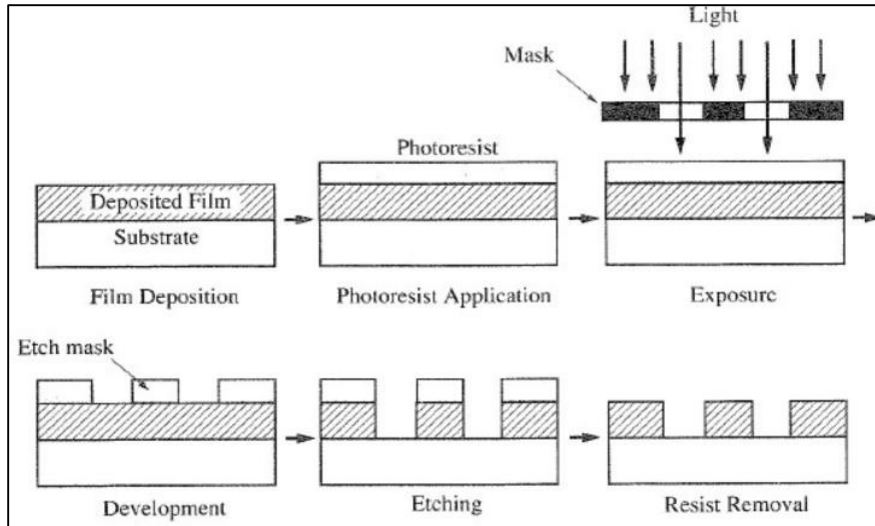 Light
Mask
Photoresist
Deposited Film
Substrate
Film Deposition
Photoresist Application
Exposure
Etch mask
Development
Etching
Resist Removal